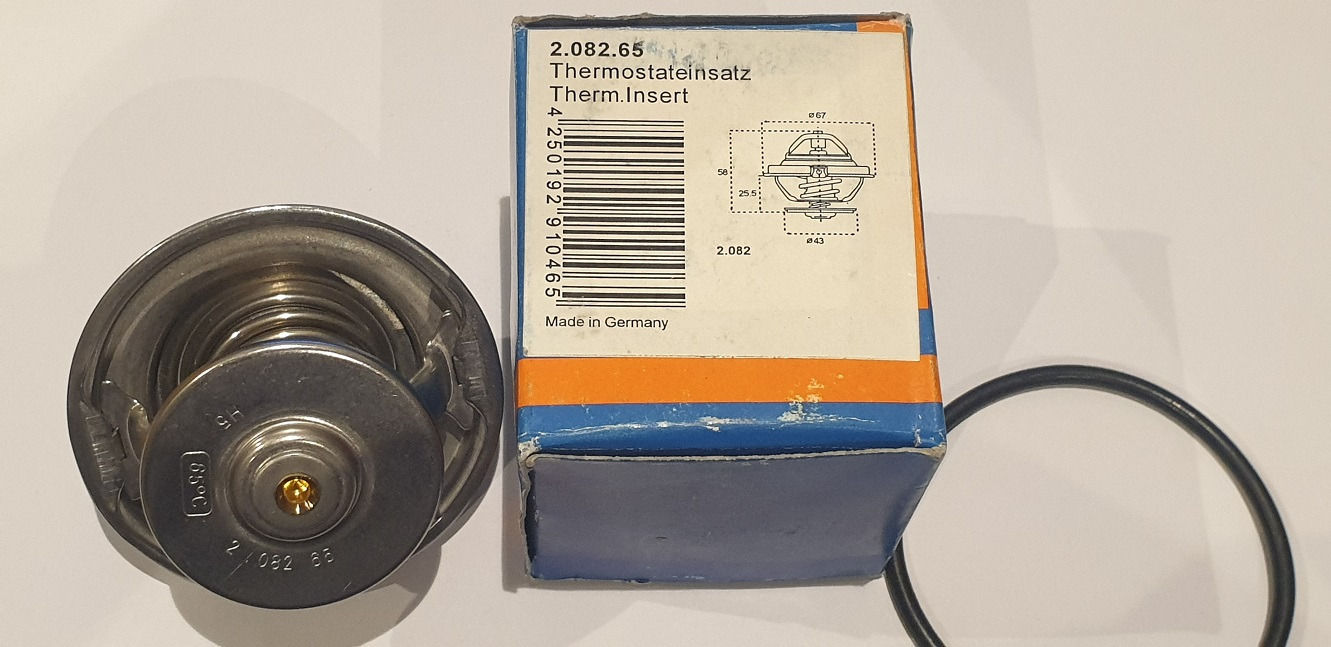 2.082.65
Thermostateinsatz
Therm.Insert
4 250192 910465
Made in Germany
ø67
58
25.5
ø43
2.082
H5
65°C
2 082 65